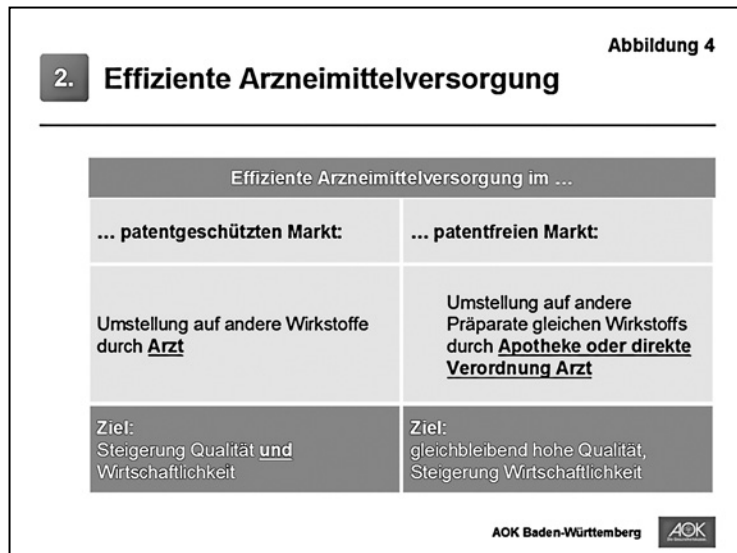 Abbildung 4
2. Effiziente Arzneimittelversorgung
Effiziente Arzneimittelversorgung im ...
... patentgeschützten Markt:
... patentfreien Markt:
Umstellung auf andere Wirkstoffe
durch Arzt
Umstellung auf andere
Präparate gleichen Wirkstoffs
durch Apotheke oder direkte
Verordnung Arzt
Ziel:
Steigerung Qualität und
Wirtschaftlichkeit
Ziel:
gleichbleibend hohe Qualität,
Steigerung Wirtschaftlichkeit
AOK Baden-Württemberg
AOK